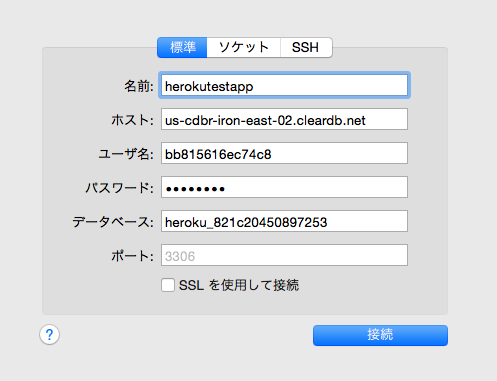 標準 ソケット SSH
名前: herokutestapp
ホスト: us-cdbr-iron-east-02.cleardb.net
ユーザ名: bb815616ec74c8
パスワード: ●●●●●●●●
データベース: heroku_821c20450897253
ポート: 3306
SSL を使用して接続
? 接続